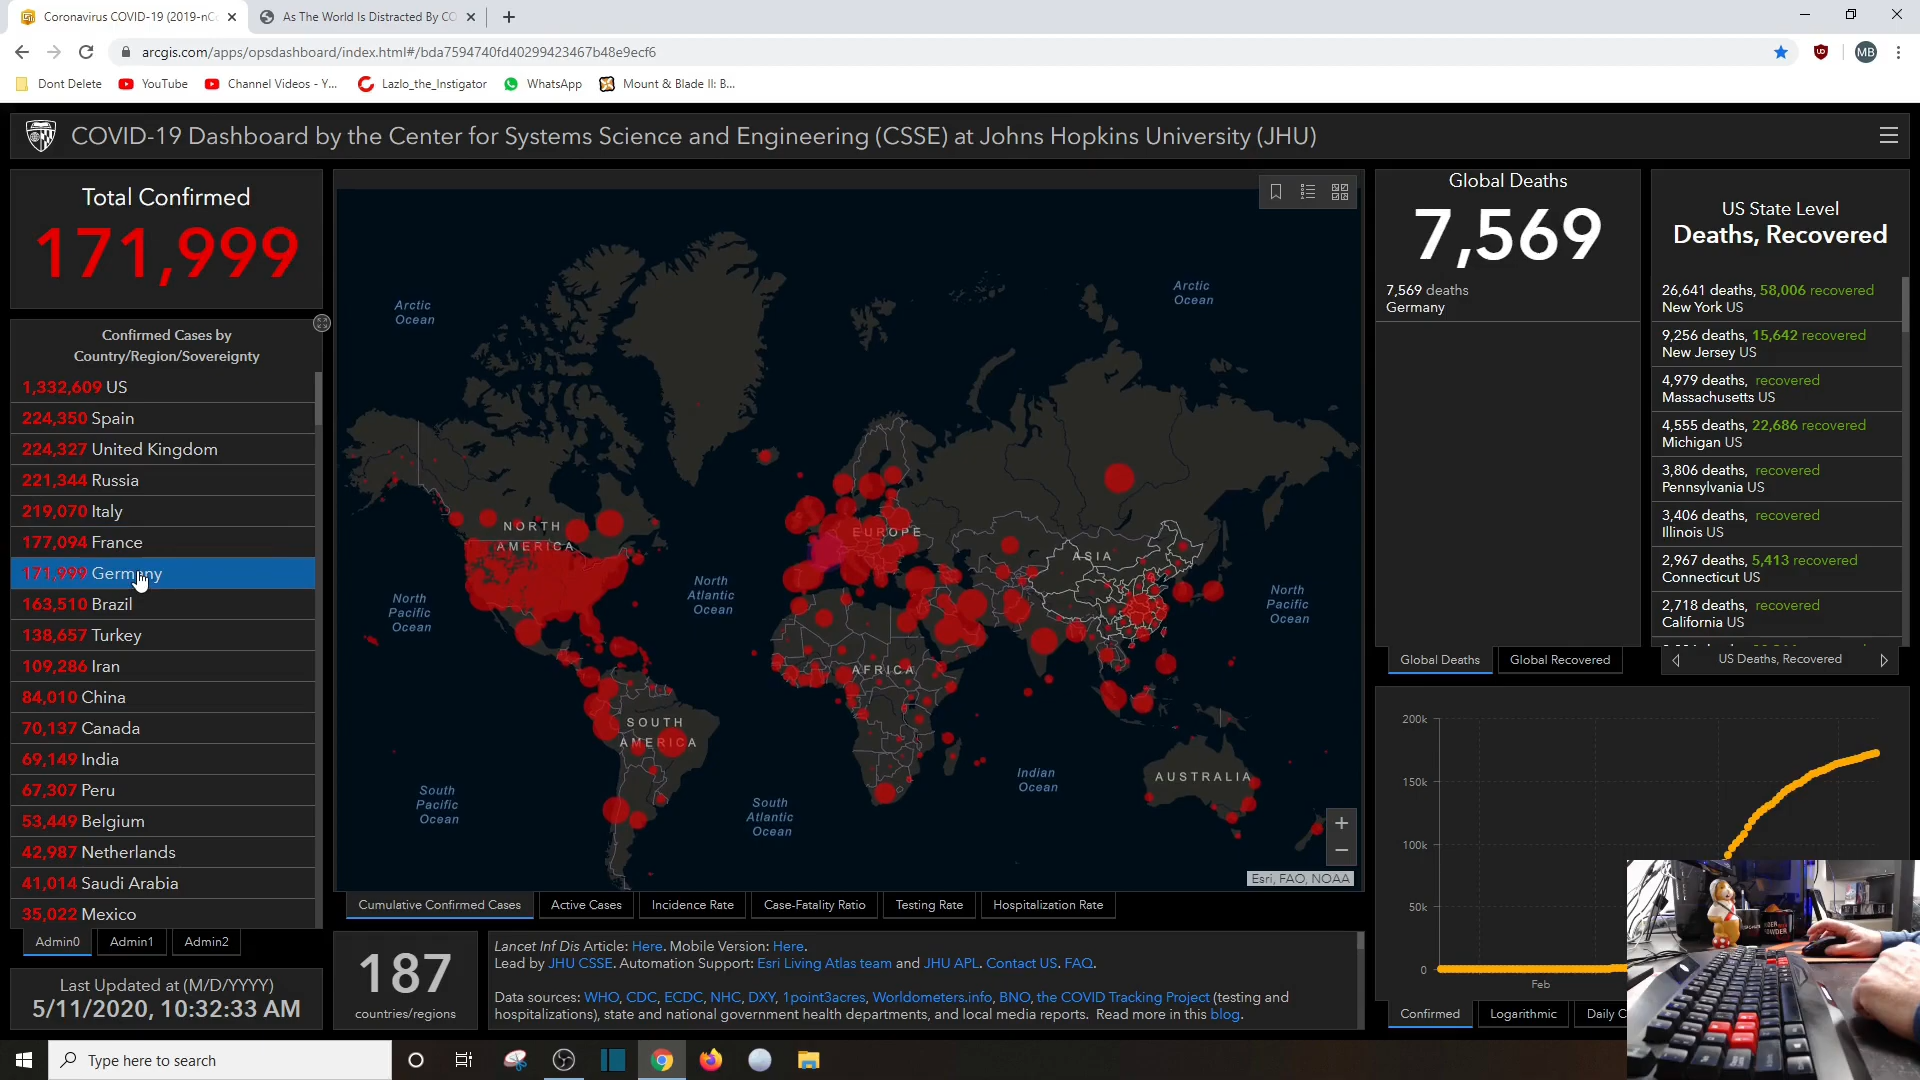 Coronavirus COVID-19 (2019-nC
As The World Is Distracted By CO
arcgis.com/apps/opsdashboard/index.html#/bda7594740fd40299423467b48e9ecf6
MB
Dont Delete
YouTube
Channel Videos - Y...
Lazlo_the_Instigator
WhatsApp
Mount & Blade II: B...
COVID-19 Dashboard by the Center for Systems Science and Engineering (CSSE) at Johns Hopkins University (JHU)
Total Confirmed
171,999
Confirmed Cases by
Country/Region/Sovereignty
1,332,609 US
224,350 Spain
224,327 United Kingdom
221,344 Russia
219,070 Italy
177,094 France
171,999 Germany
163,510 Brazil
138,657 Turkey
109,286 Iran
84,010 China
70,137 Canada
69,149 India
67,307 Peru
53,449 Belgium
42,987 Netherlands
41,014 Saudi Arabia
35,022 Mexico
Admin0
Admin1
Admin2
Last Updated at (M/D/YYYY)
5/11/2020, 10:32:33 AM
Arctic
Ocean
Arctic
Ocean
NORTH
AMERICA
EUROPE
ASIA
North
Atlantic
Ocean
North
Pacific
Ocean
North
Pacific
Ocean
AFRICA
SOUTH
AMERICA
AUSTRALIA
Indian
Ocean
South
Pacific
Ocean
South
Atlantic
Ocean
Esri, FAO, NOAA
Cumulative Confirmed Cases
Active Cases
Incidence Rate
Case-Fatality Ratio
Testing Rate
Hospitalization Rate
187
countries/regions
Lancet Inf Dis Article: Here. Mobile Version: Here.
Lead by JHU CSSE. Automation Support: Esri Living Atlas team and JHU APL. Contact US. FAQ.
Data sources: WHO, CDC, ECDC, NHC, DXY, 1point3acres, Worldometers.info, BNO, the COVID Tracking Project (testing and
hospitalizations), state and national government health departments, and local media reports. Read more in this blog.
Global Deaths
7,569
7,569 deaths
Germany
Global Deaths
Global Recovered
US State Level
Deaths, Recovered
26,641 deaths, 58,006 recovered
New York US
9,256 deaths, 15,642 recovered
New Jersey US
4,979 deaths, recovered
Massachusetts US
4,555 deaths, 22,686 recovered
Michigan US
3,806 deaths, recovered
Pennsylvania US
3,406 deaths, recovered
Illinois US
2,967 deaths, 5,413 recovered
Connecticut US
2,718 deaths, recovered
California US
US Deaths, Recovered
200k
150k
100k
50k
0
Feb
Confirmed
Logarithmic
Daily C
Type here to search